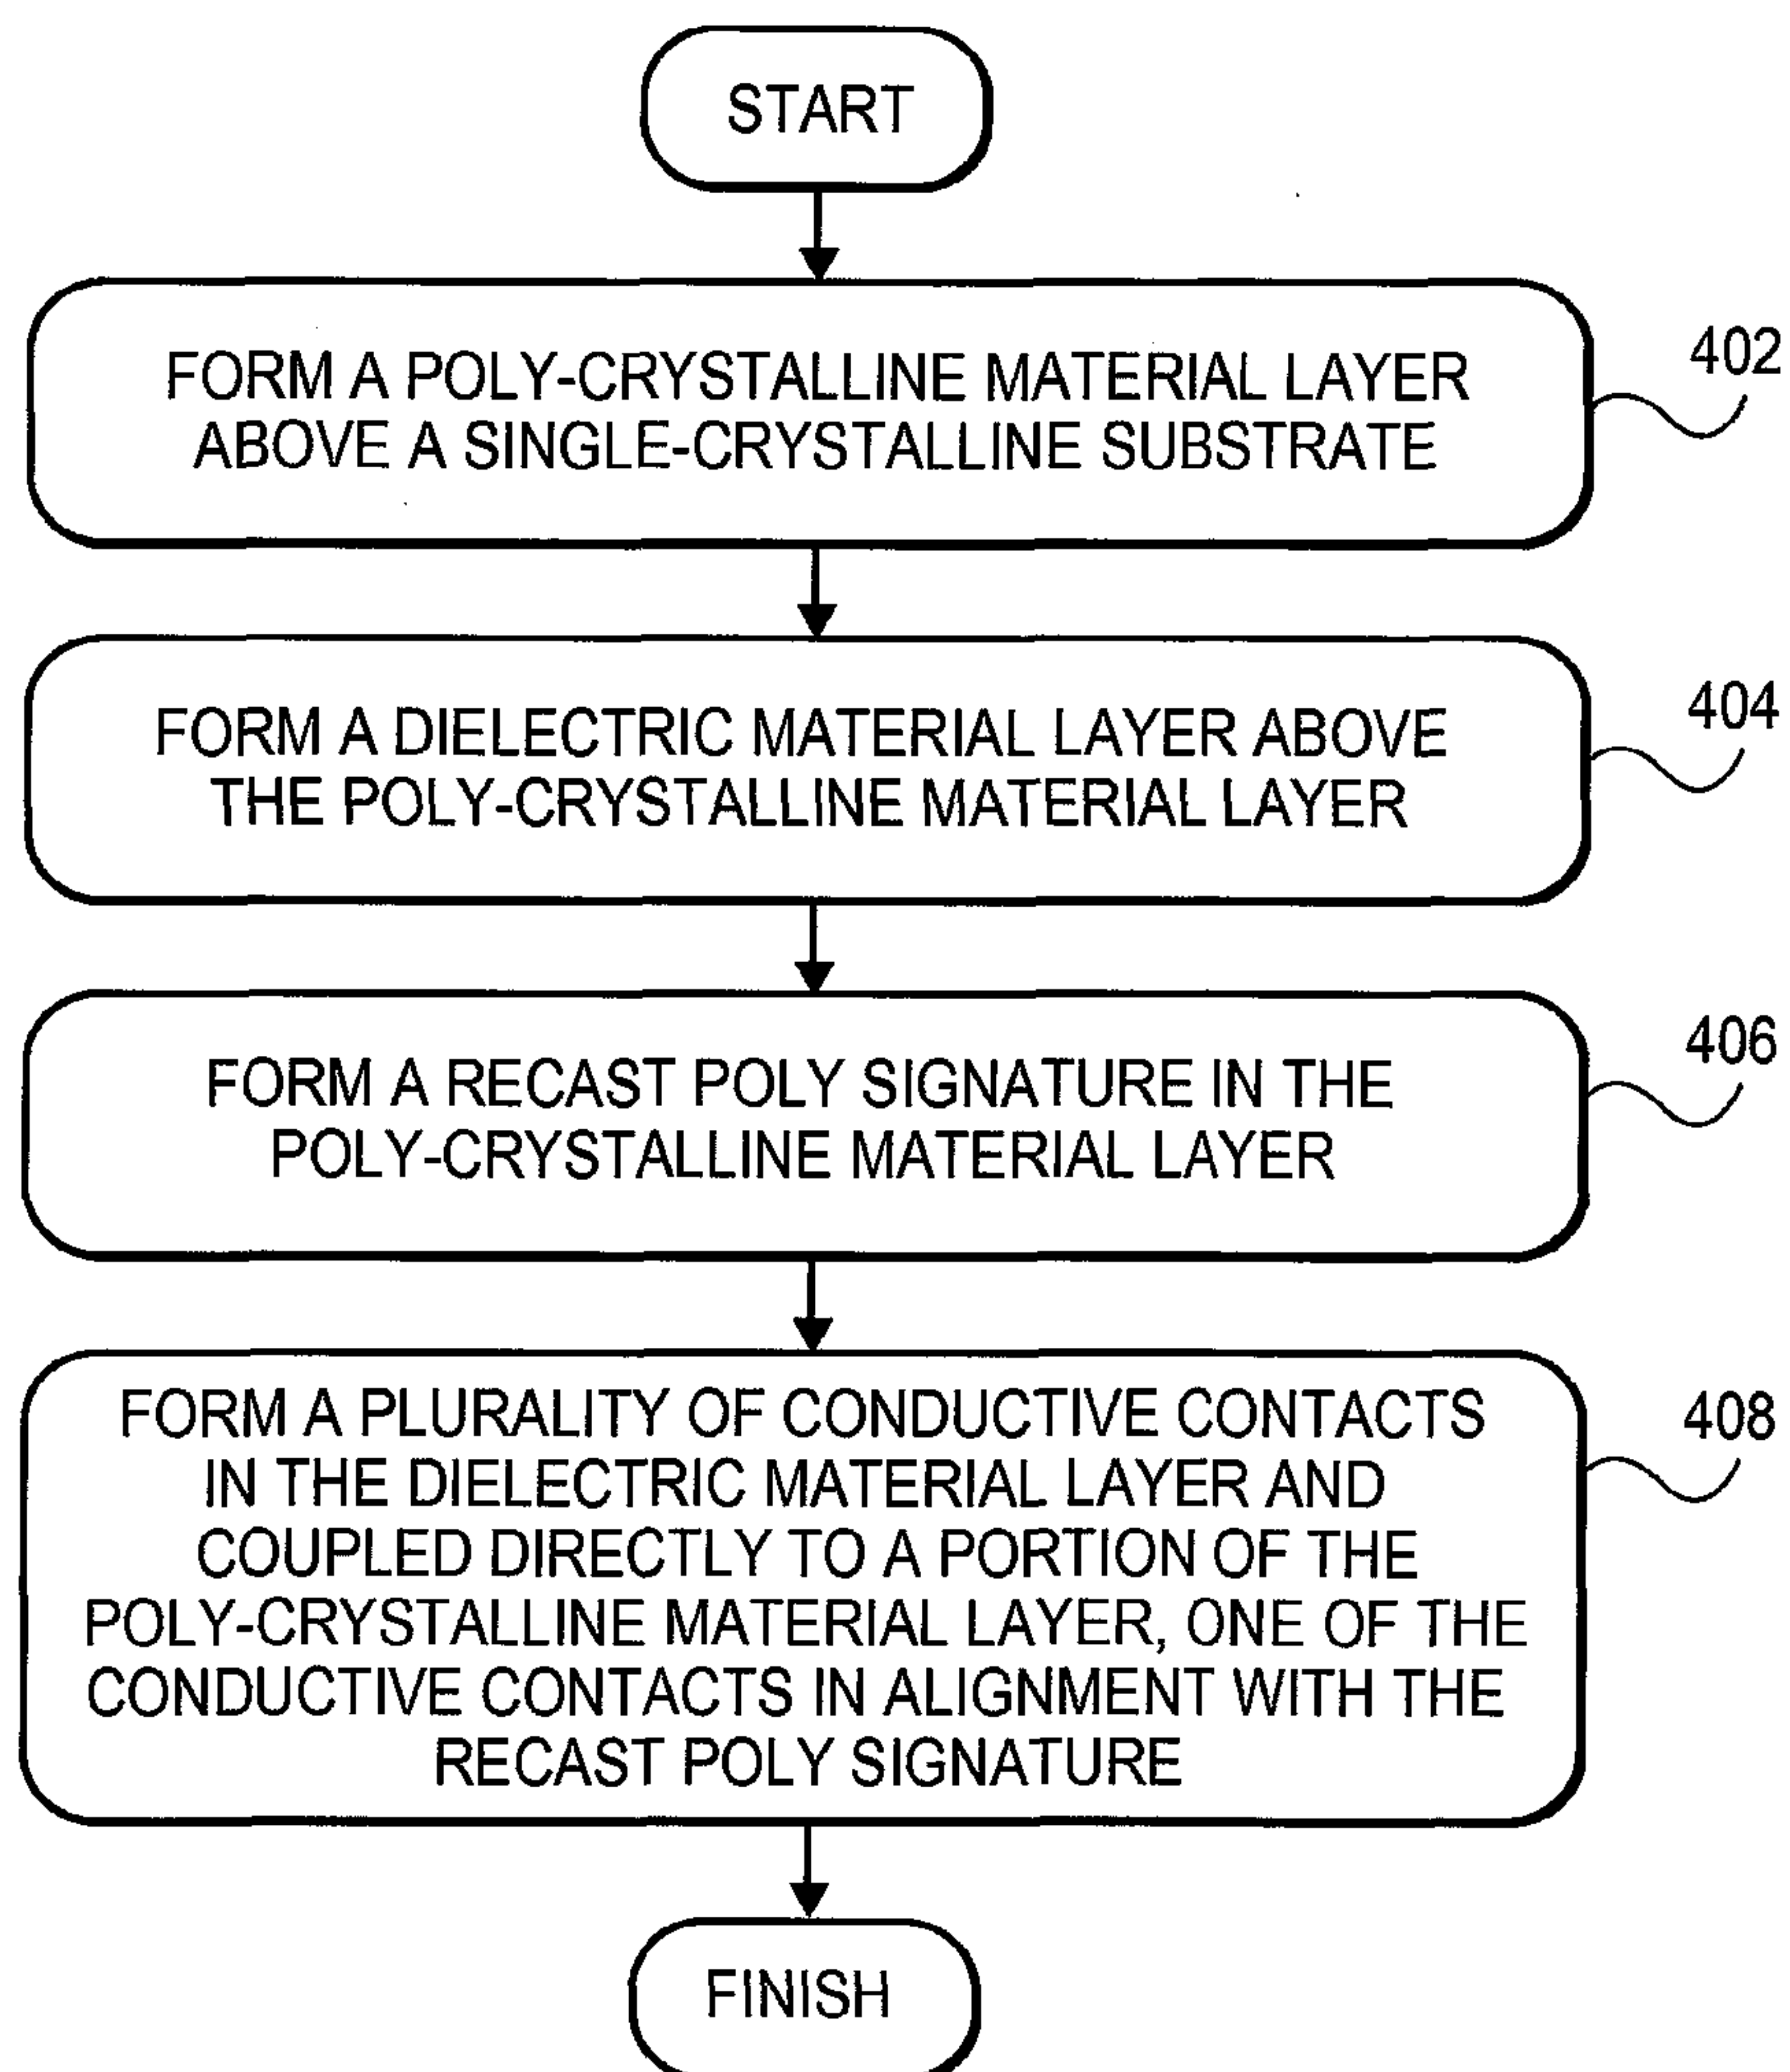 START
FORM A POLY-CRYSTALLINE MATERIAL LAYER
ABOVE A SINGLE-CRYSTALLINE SUBSTRATE
402
FORM A DIELECTRIC MATERIAL LAYER ABOVE
THE POLY-CRYSTALLINE MATERIAL LAYER
404
FORM A RECAST POLY SIGNATURE IN THE
POLY-CRYSTALLINE MATERIAL LAYER
406
FORM A PLURALITY OF CONDUCTIVE CONTACTS
IN THE DIELECTRIC MATERIAL LAYER AND
COUPLED DIRECTLY TO A PORTION OF THE
POLY-CRYSTALLINE MATERIAL LAYER, ONE OF THE
CONDUCTIVE CONTACTS IN ALIGNMENT WITH THE
RECAST POLY SIGNATURE
408
FINISH